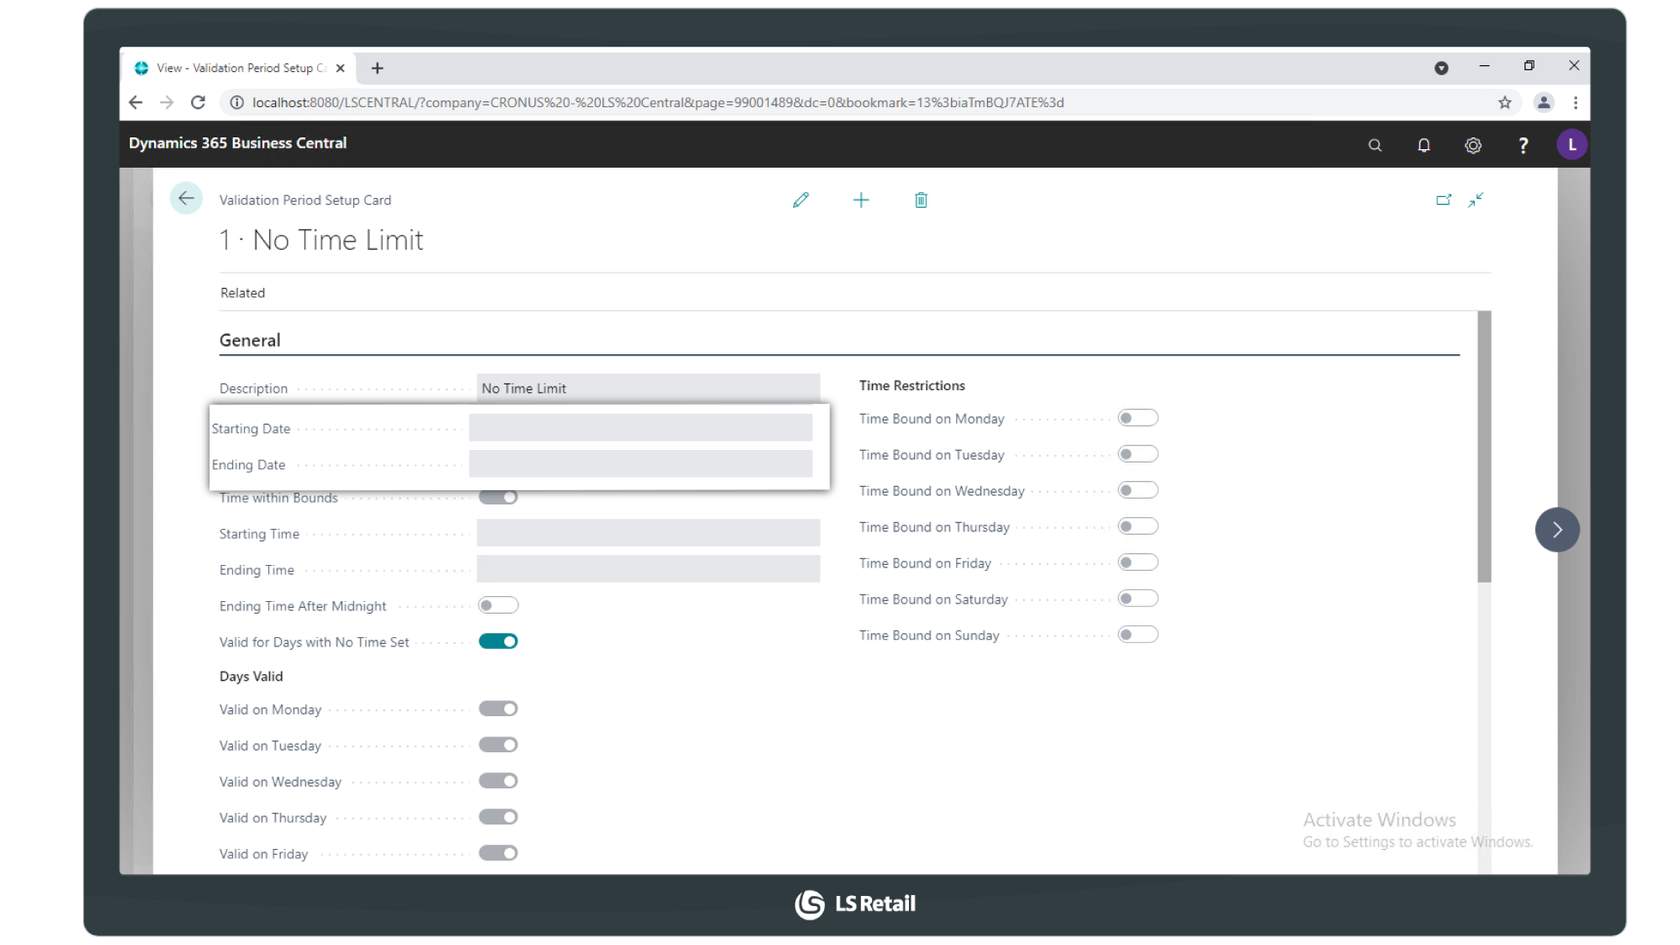 View - Validation Period Setup C
localhost:8080/LSCENTRAL/?company=CRONUS%20-%20LS%20Central&page=99001489&dc=0&bookmark=13%3biaTmBQJ7ATE%3d
Dynamics 365 Business Central
? L
Validation Period Setup Card
1 · No Time Limit
Related
General
Description No Time Limit
Starting Date
Ending Date
Time within Bounds
Starting Time
Ending Time
Ending Time After Midnight
Valid for Days with No Time Set
Days Valid
Valid on Monday
Valid on Tuesday
Valid on Wednesday
Valid on Thursday
Valid on Friday
Time Restrictions
Time Bound on Monday
Time Bound on Tuesday
Time Bound on Wednesday
Time Bound on Thursday
Time Bound on Friday
Time Bound on Saturday
Time Bound on Sunday
Activate Windows
Go to Settings to activate Windows.
LS Retail